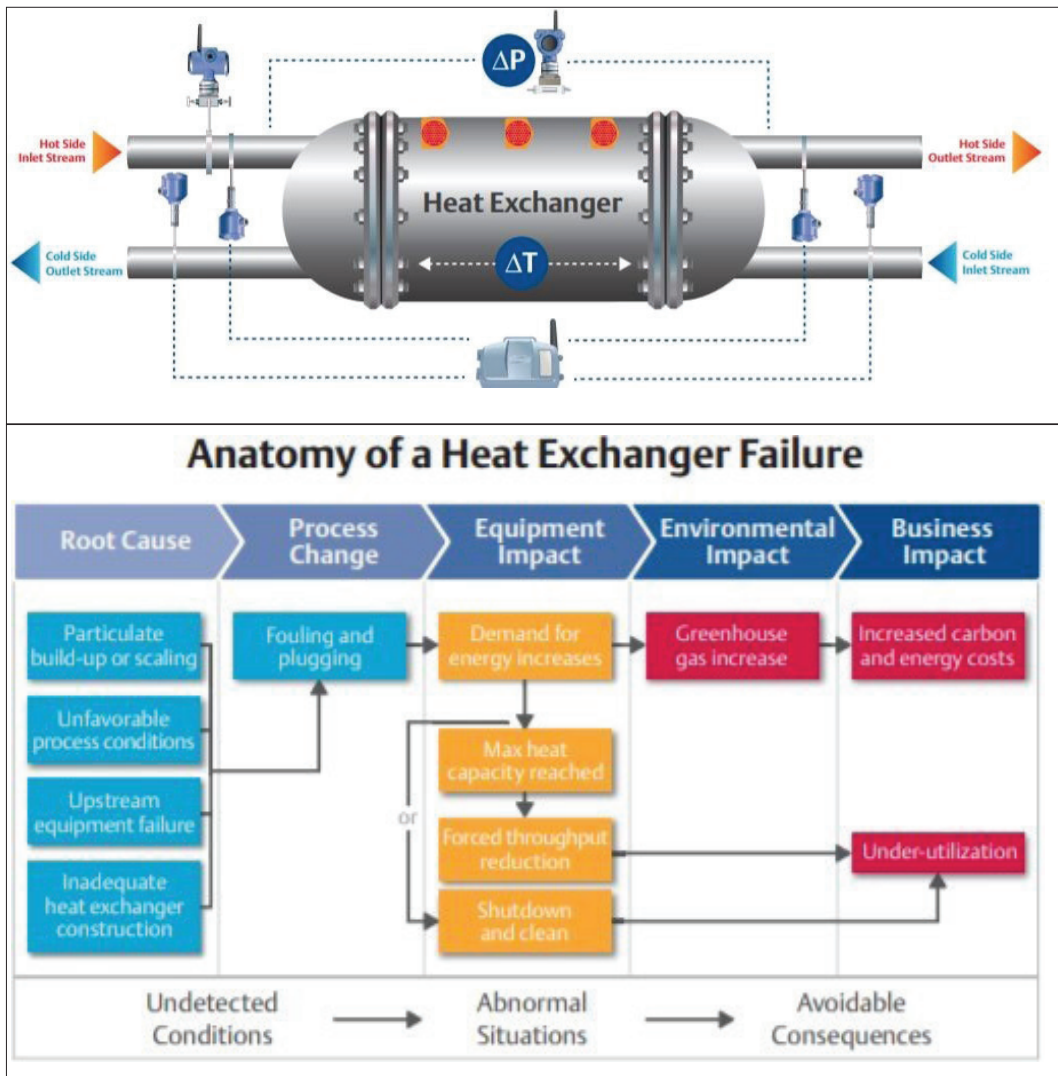 ΔP
Hot Side
Inlet Stream
Hot Side
Outlet Stream
Heat Exchanger
Cold Side
Outlet Stream
ΔT
Cold Side
Inlet Stream
Anatomy of a Heat Exchanger Failure
Root Cause
Process
Change
Equipment
Impact
Environmental
Impact
Business
Impact
Particulate
build-up or scaling
Unfavorable
process conditions
Upstream
equipment failure
Inadequate
heat exchanger
construction
Fouling and
plugging
Demand for
energy increases
Max heat
capacity reached
or
Forced throughput
reduction
Shutdown
and clean
Greenhouse
gas increase
Increased carbon
and energy costs
Under-utilization
Undetected
Conditions
Abnormal
Situations
Avoidable
Consequences